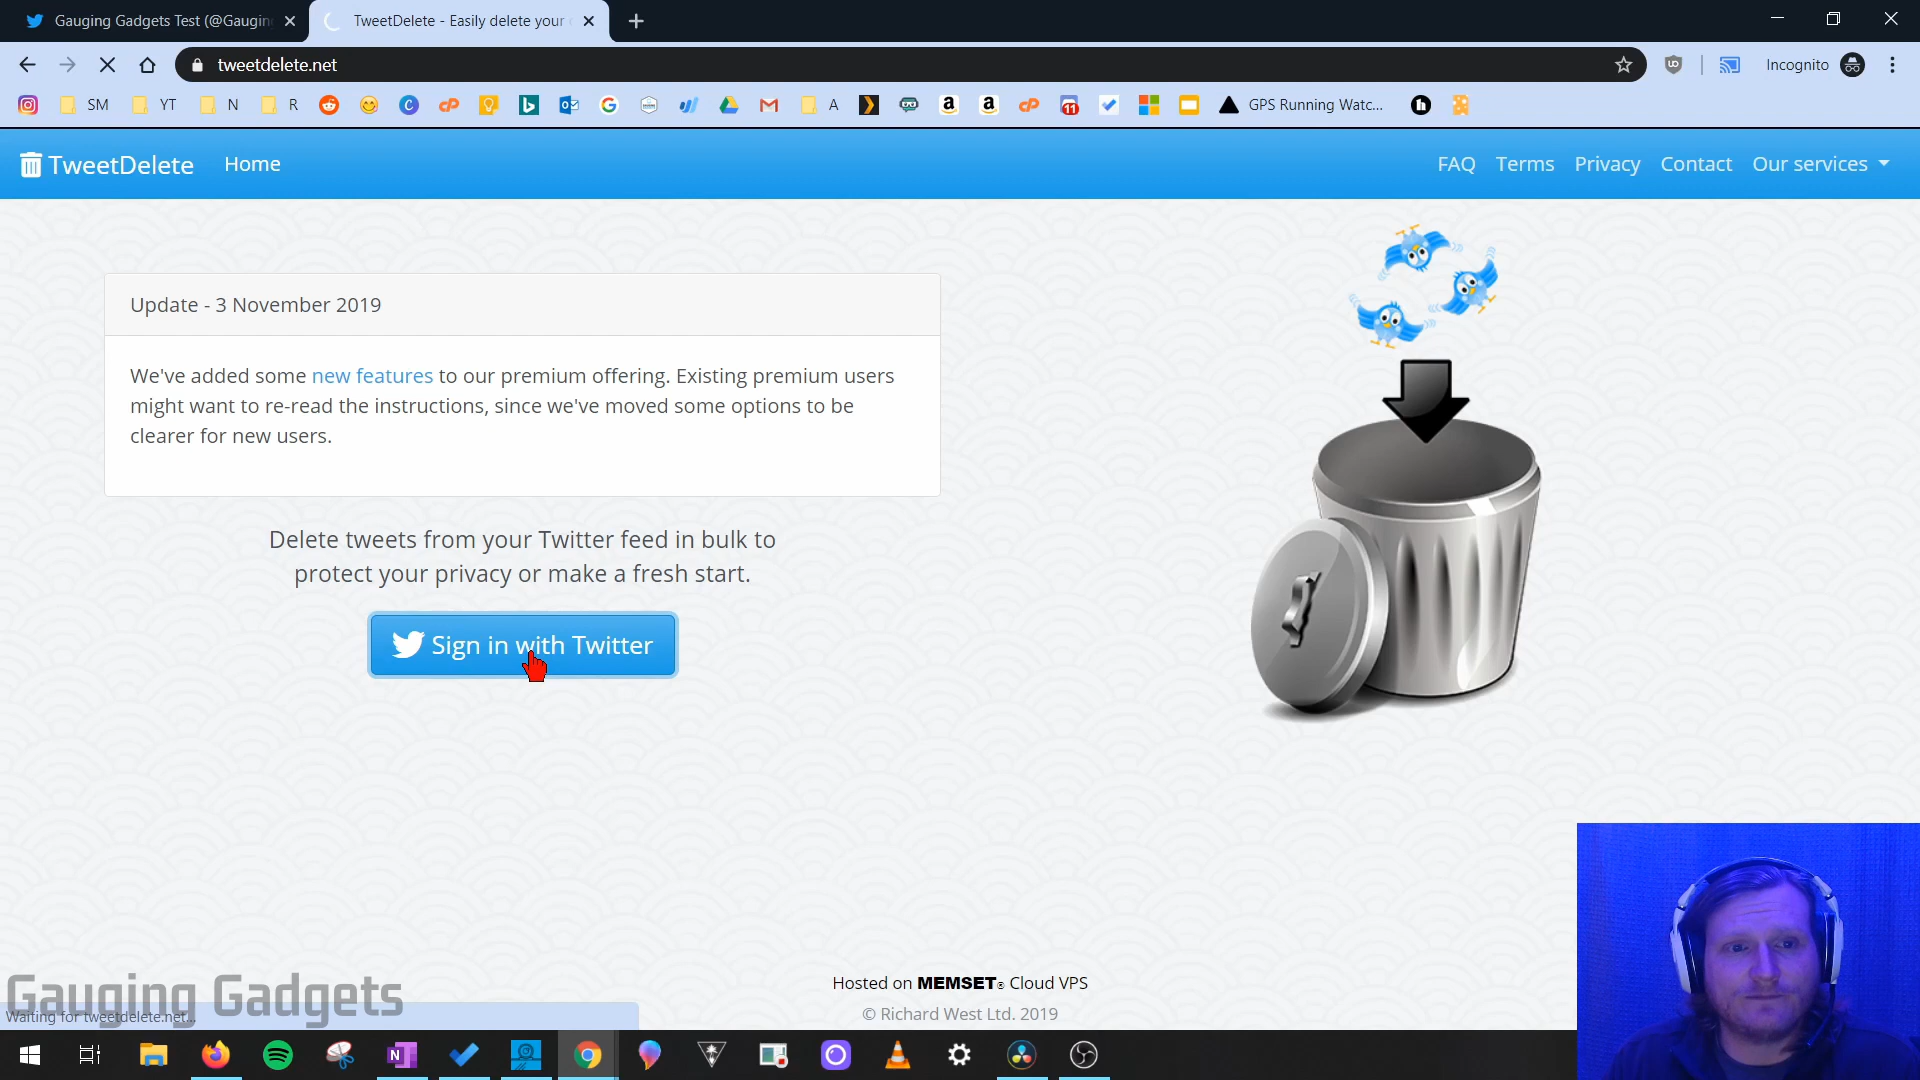 Gauging Gadgets Test (@Gaugin
TweetDelete - Easily delete your
tweetdelete.net
Incognito
SM
YT
N
R
A
11
GPS Running Watc...
TweetDelete
Home
FAQ
Terms
Privacy
Contact
Our services
Update - 3 November 2019
We've added some new features to our premium offering. Existing premium users
might want to re-read the instructions, since we've moved some options to be
clearer for new users.
Delete tweets from your Twitter feed in bulk to
protect your privacy or make a fresh start.
Sign in with Twitter
Hosted on MEMSET® Cloud VPS
© Richard West Ltd. 2019
Gauging Gadgets
Waiting for tweetdelete.net...